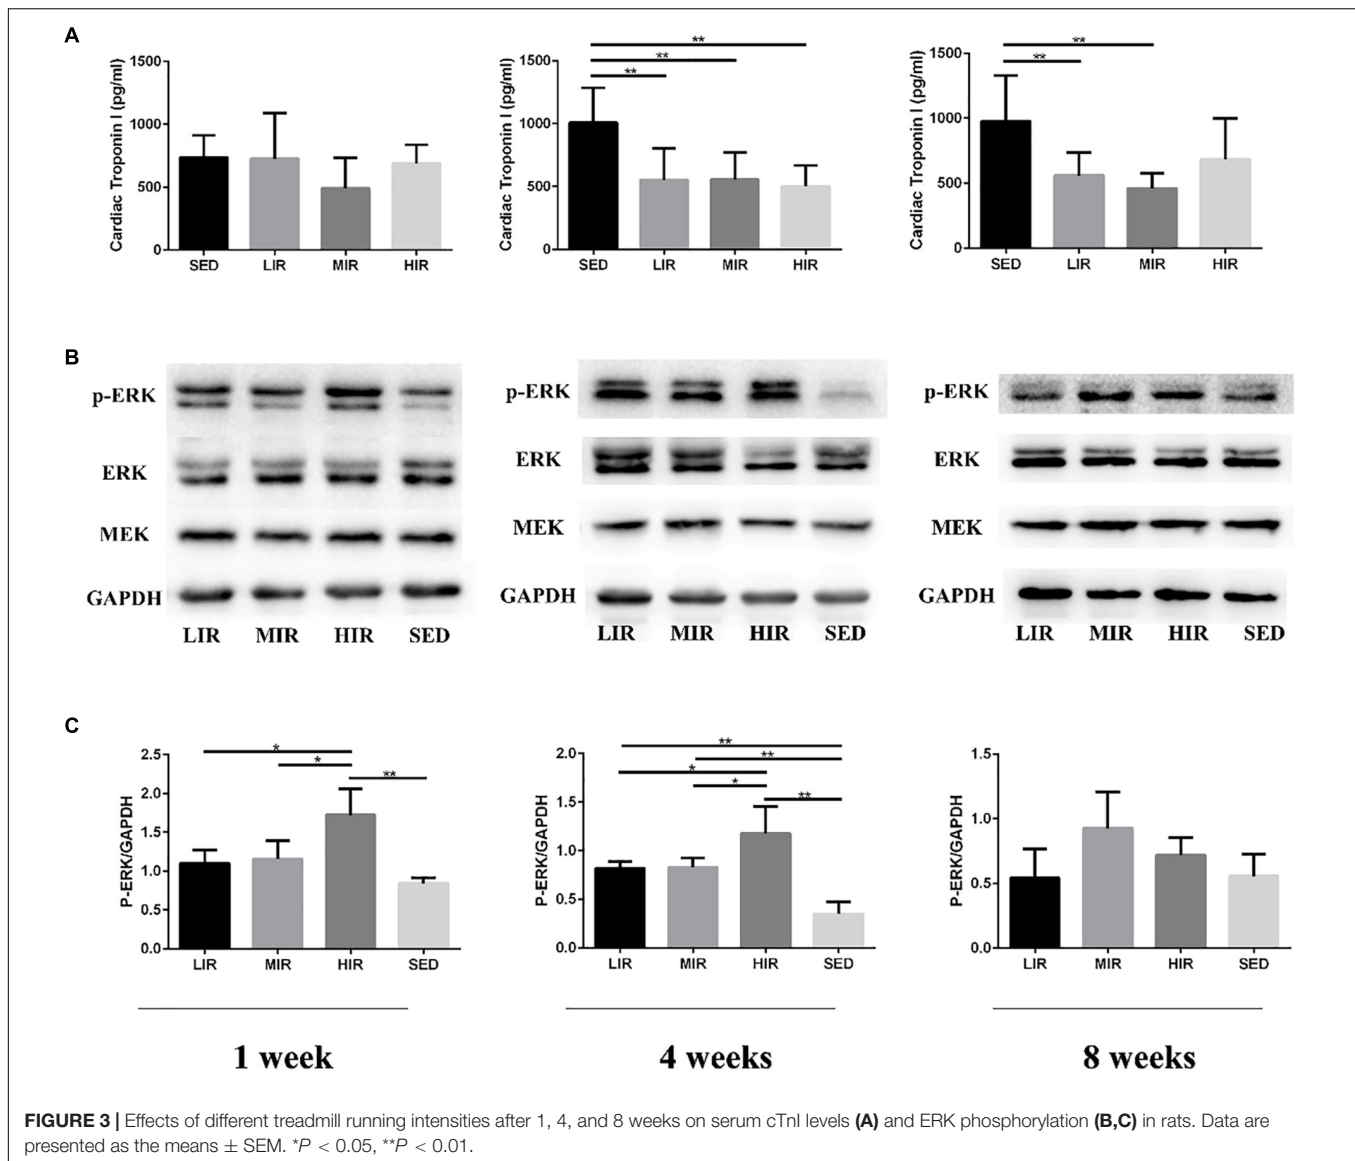 A
Cardiac Troponin I (pg/ml)
1500
1000
500
0
SED LIR MIR HIR
Cardiac Troponin I (pg/ml)
1500
1000
500
0
**
**
**
SED LIR MIR HIR
Cardiac Troponin I (pg/ml)
1500
1000
500
0
**
**
SED LIR MIR HIR
B
p-ERK
ERK
MEK
GAPDH
LIR MIR HIR SED
p-ERK
ERK
MEK
GAPDH
LIR MIR HIR SED
p-ERK
ERK
MEK
GAPDH
LIR MIR HIR SED
C
P-ERK/GAPDH
2.5
2.0
1.5
1.0
0.5
0.0
*
*
**
LIR MIR HIR SED
1 week
P-ERK/GAPDH
2.0
1.5
1.0
0.5
0.0
**
**
*
*
**
LIR MIR HIR SED
4 weeks
P-ERK/GAPDH
1.5
1.0
0.5
0.0
LIR MIR HIR SED
8 weeks
FIGURE 3 | Effects of different treadmill running intensities after 1, 4, and 8 weeks on serum cTnI levels (A) and ERK phosphorylation (B,C) in rats. Data are
presented as the means ± SEM. *P < 0.05, **P < 0.01.